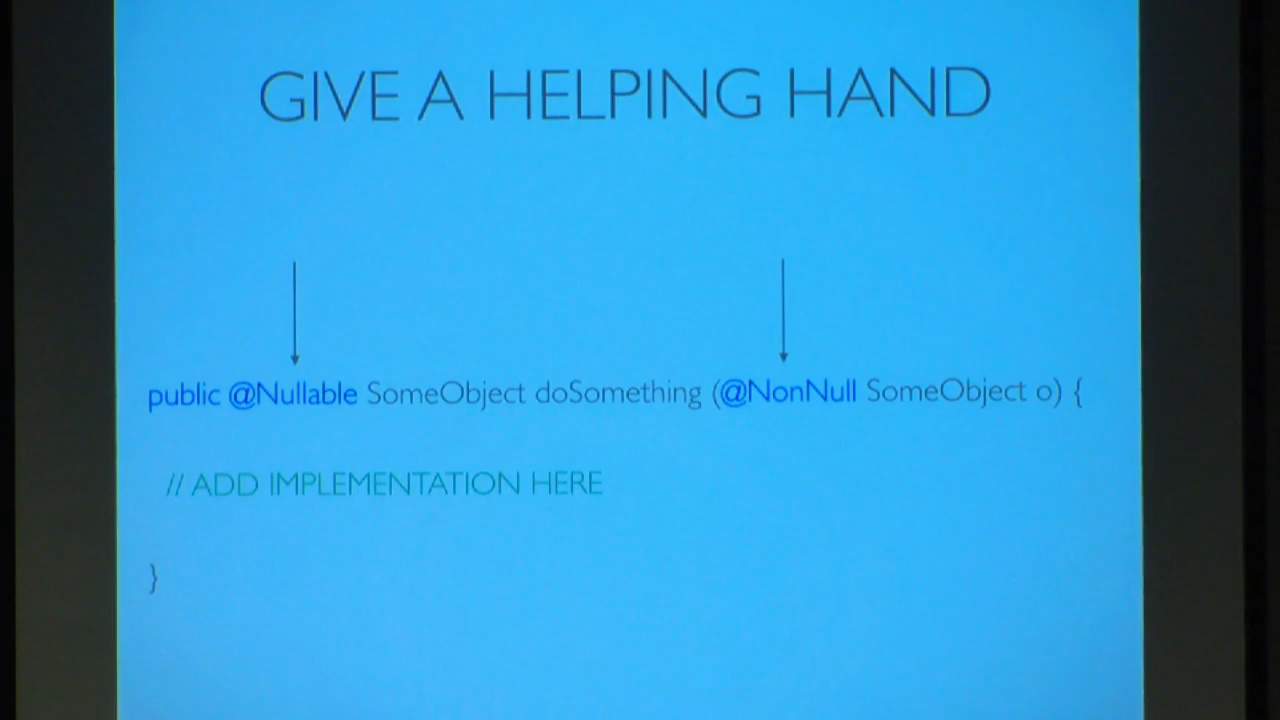 GIVE A HELPING HAND
public @Nullable SomeObject doSomething (@NonNull SomeObject o) {
// ADD IMPLEMENTATION HERE
}